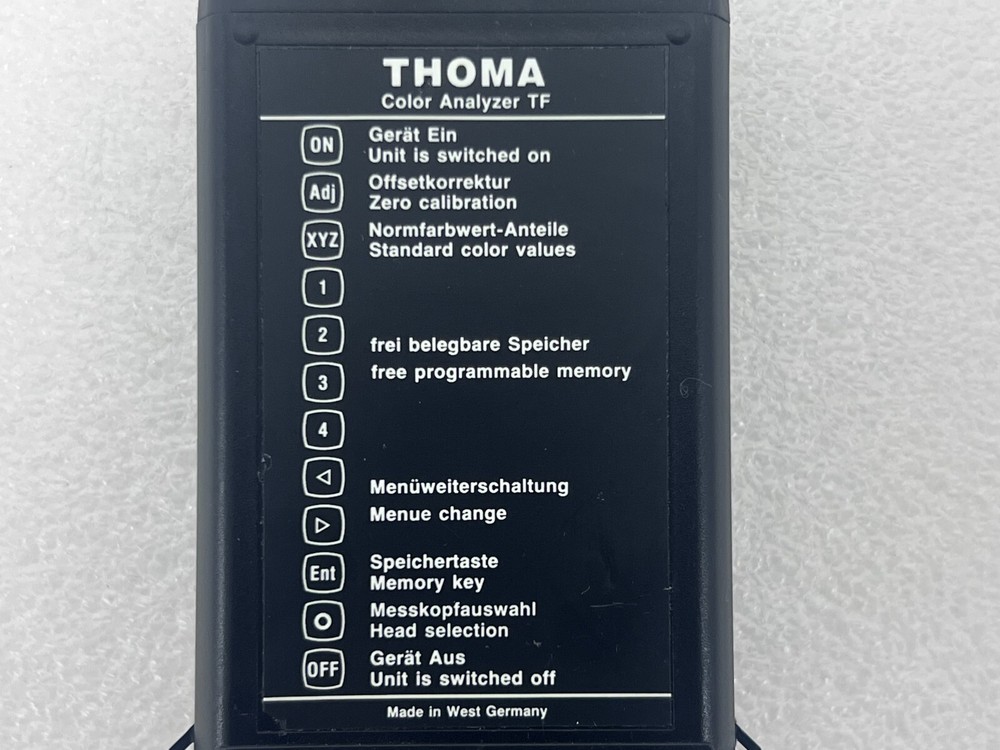 THOMA
Color Analyzer TF
ON Gerät Ein
Unit is switched on
Adj Offsetkorrektur
Zero calibration
XYZ Normfarbwert-Anteile
Standard color values
1
2
frei belegbare Speicher
free programmable memory
3
4
Menüweiterschaltung
Menue change
Ent Speichertaste
Memory key
Messkopfauswahl
Head selection
OFF Gerät Aus
Unit is switched off
Made in West Germany